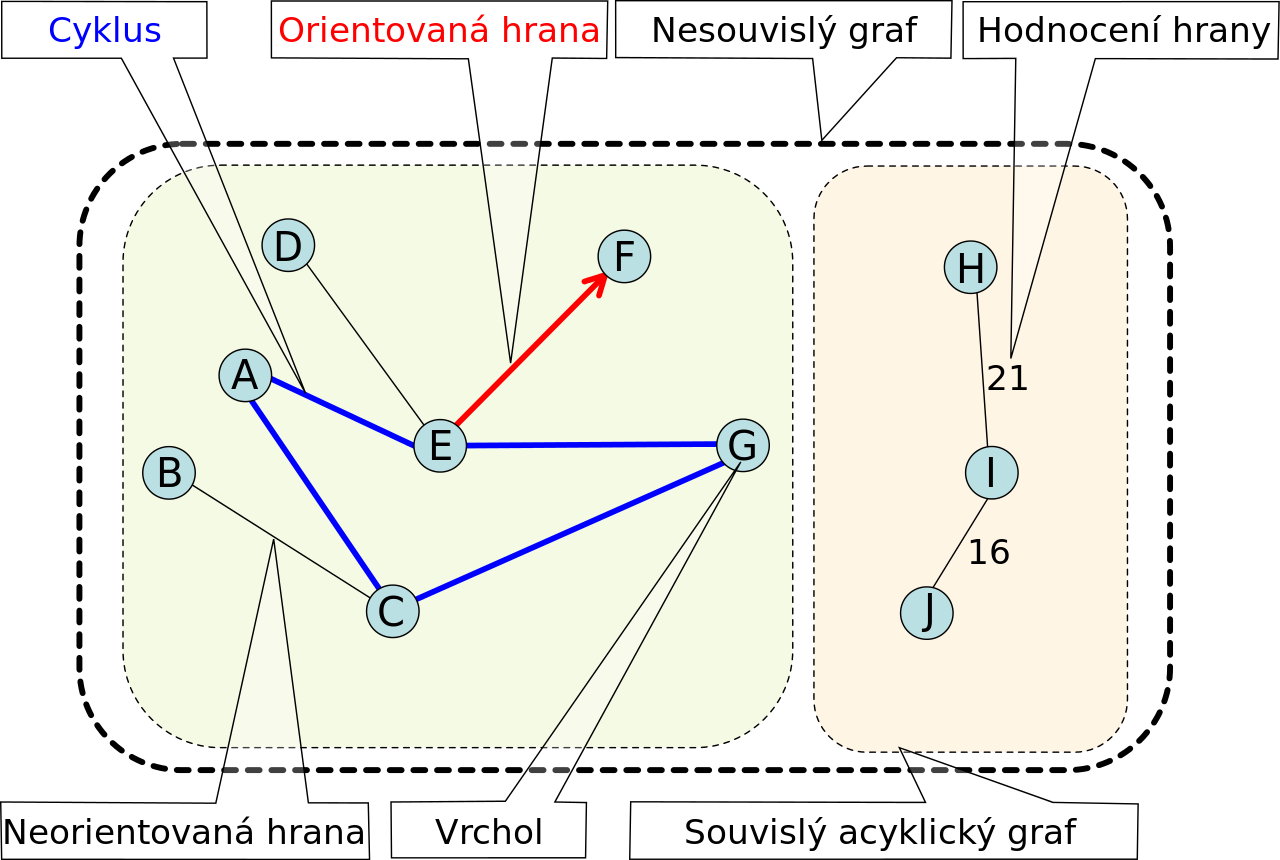 Cyklus
Orientovaná hrana
Nesouvislý graf
Hodnocení hrany
D
F
H
A
21
E
G
B
I
16
C
J
Neorientovaná hrana
Vrchol
Souvislý acyklický graf